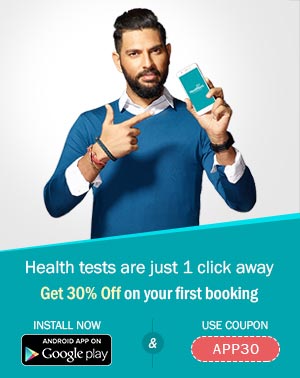 Health tests are just 1 click away
Get 30% Off on your first booking
INSTALL NOW
ANDROID APP ON
Google play
&
USE COUPON
APP30